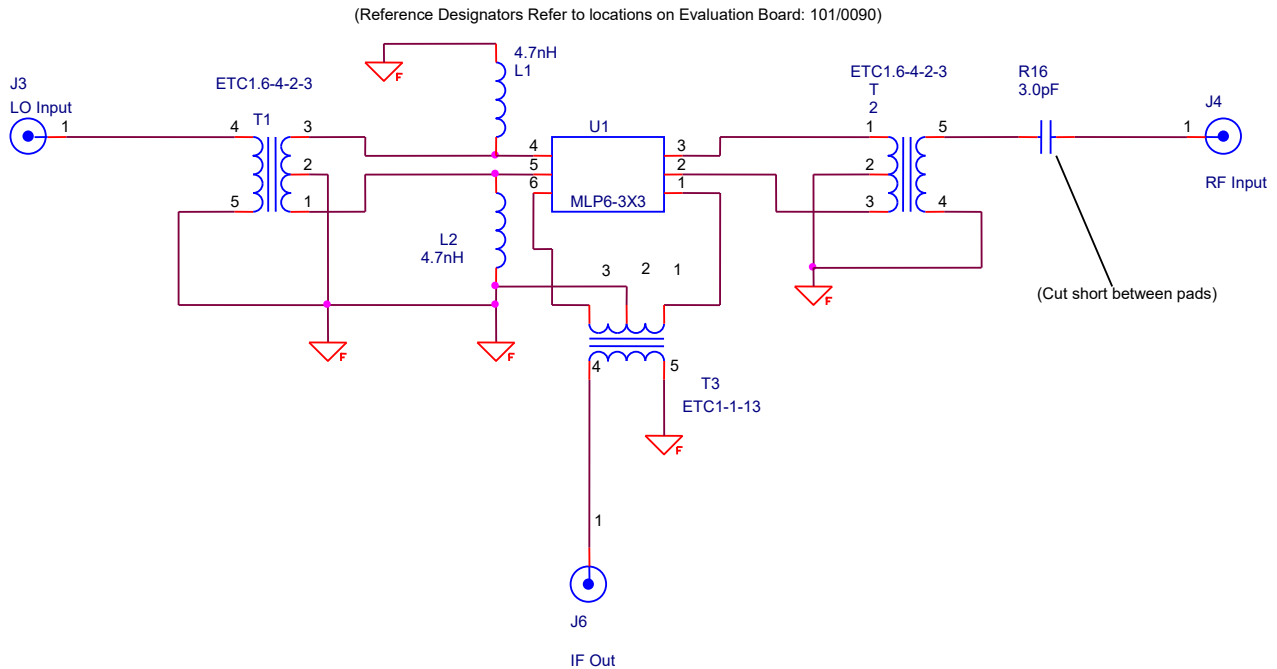 (Reference Designators Refer to locations on Evaluation Board: 101/0090)
4.7nH
L1
J3
LO Input
1
ETC1.6-4-2-3
T1
4
3
2
5
1
U1
4
5
6
3
2
1
MLP6-3X3
ETC1.6-4-2-3
T
2
1
5
2
3
4
R16
3.0pF
J4
1
RF Input
L2
4.7nH
3
2
1
(Cut short between pads)
F
F
F
F
F
4
5
T3
ETC1-1-13
1
J6
IF Out